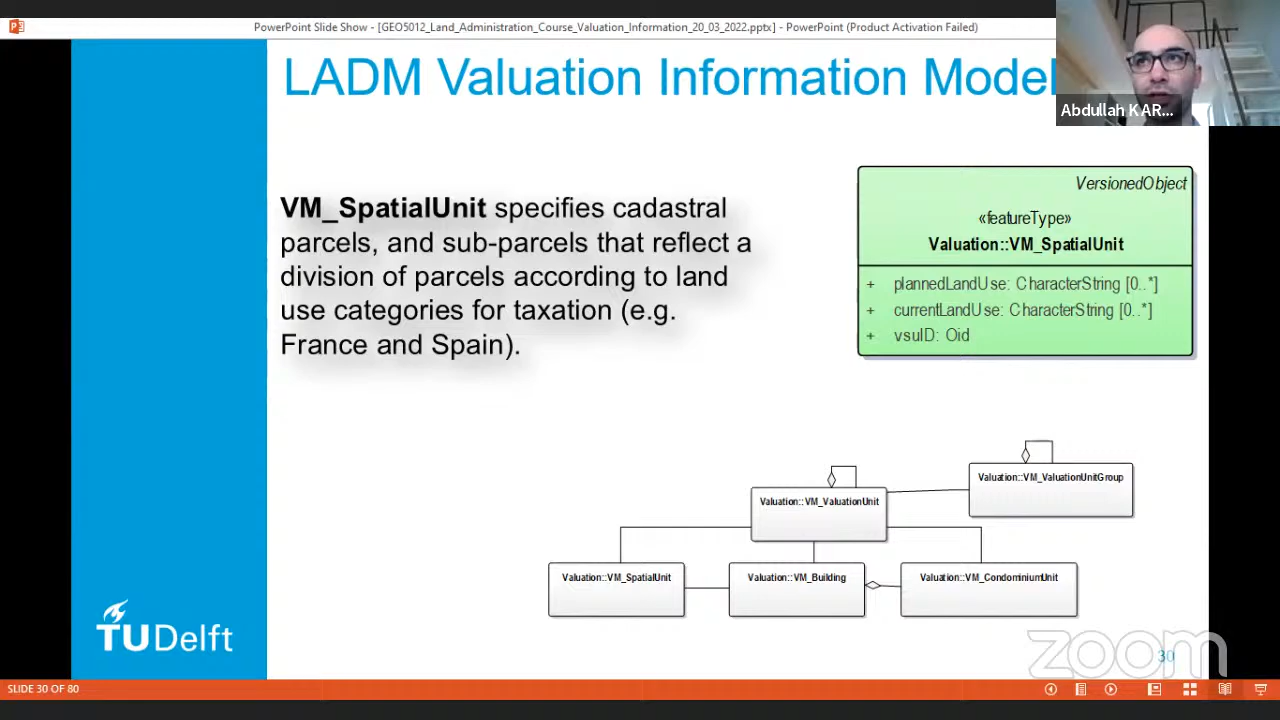 PowerPoint Slide Show - [GEO5012_Land_Administration_Course_Valuation_Information_20_03_2022.pptx] - PowerPoint (Product Activation Failed)
LADM Valuation Information Model
Abdullah KAR...
VM_SpatialUnit specifies cadastral
parcels, and sub-parcels that reflect a
division of parcels according to land
use categories for taxation (e.g.
France and Spain).
VersionedObject
«featureType»
Valuation::VM_SpatialUnit
+ plannedLandUse: CharacterString [0..*]
+ currentLandUse: CharacterString [0..*]
+ vsuID: Oid
Valuation::VM_ValuationUnitGroup
Valuation::VM_ValuationUnit
Valuation::VM_SpatialUnit
Valuation::VM_Building
Valuation::VM_CondominiumUnit
TUDelft
zoom
30
SLIDE 30 OF 80